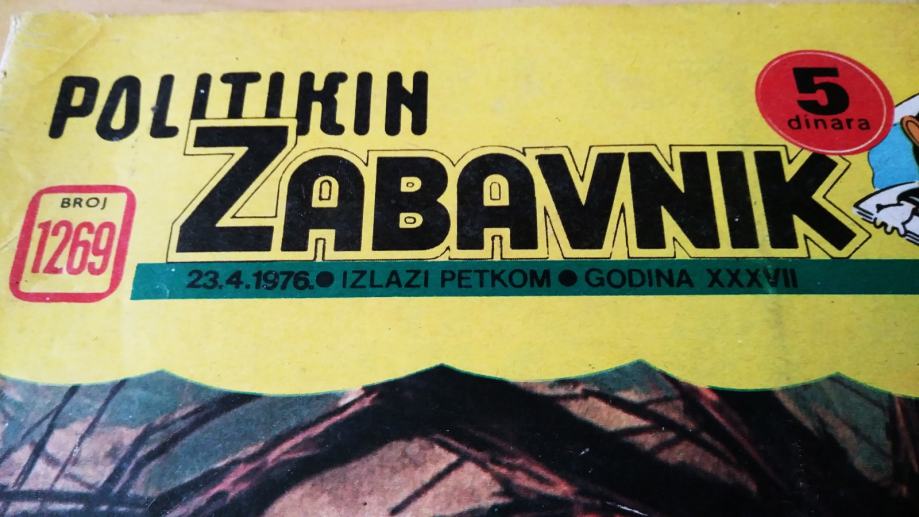 POLITIKIN
ZABAVNIK
5
dinara
BROJ
1269
23.4.1976. ● IZLAZI PETKOM ● GODINA XXXVII